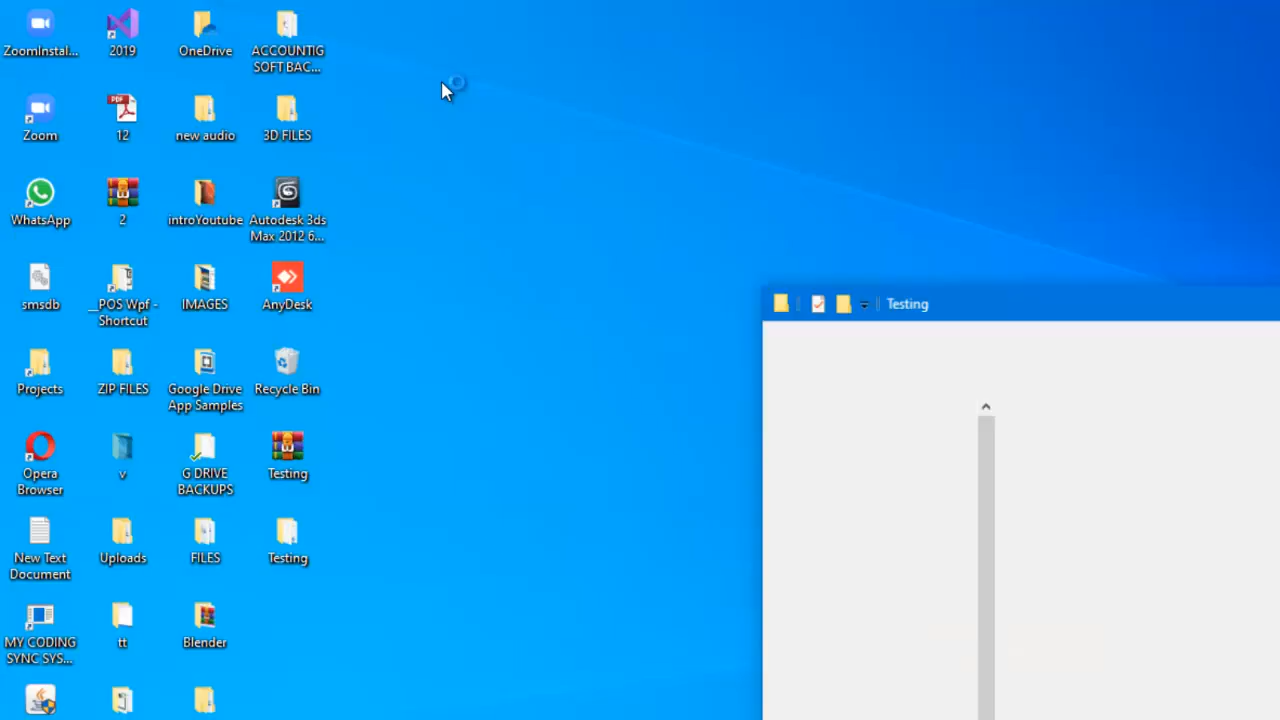 ZoomInstal...
2019
OneDrive
ACCOUNTIG
SOFT BAC...
Zoom
PDF
12
new audio
3D FILES
WhatsApp
2
introYoutube
Autodesk 3ds
Max 2012 6...
smsdb
__POS Wpf -
Shortcut
IMAGES
AnyDesk
Projects
ZIP FILES
Google Drive
App Samples
Recycle Bin
Opera
Browser
v
G DRIVE
BACKUPS
Testing
New Text
Document
Uploads
FILES
Testing
MY CODING
SYNC SYS...
tt
Blender
Testing